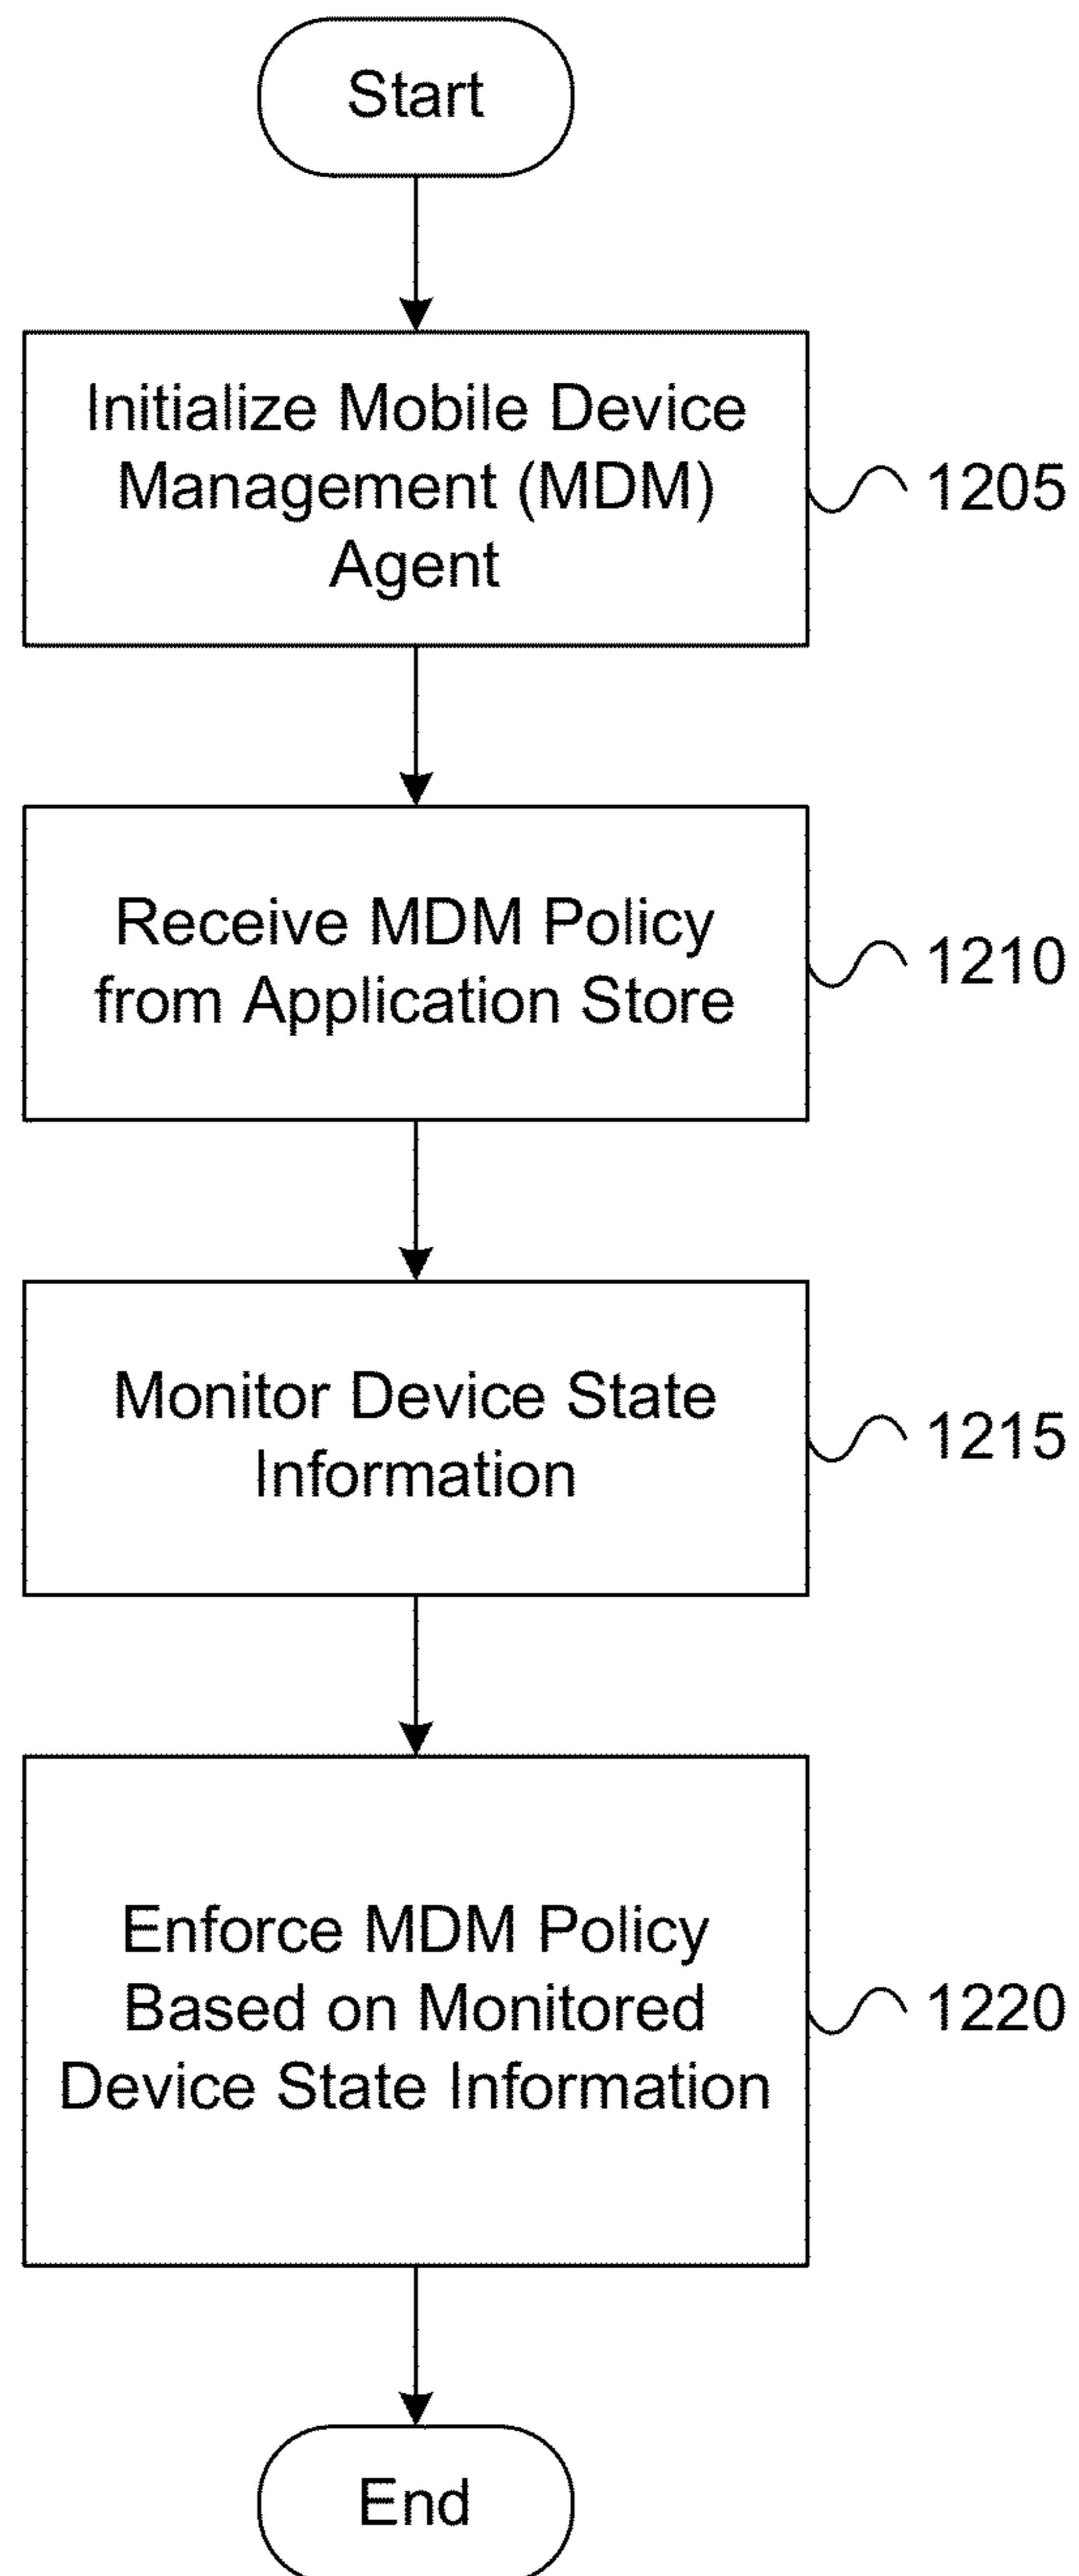 Start
Initialize Mobile Device
Management (MDM)
Agent
1205
Receive MDM Policy
from Application Store
1210
Monitor Device State
Information
1215
Enforce MDM Policy
Based on Monitored
Device State Information
1220
End